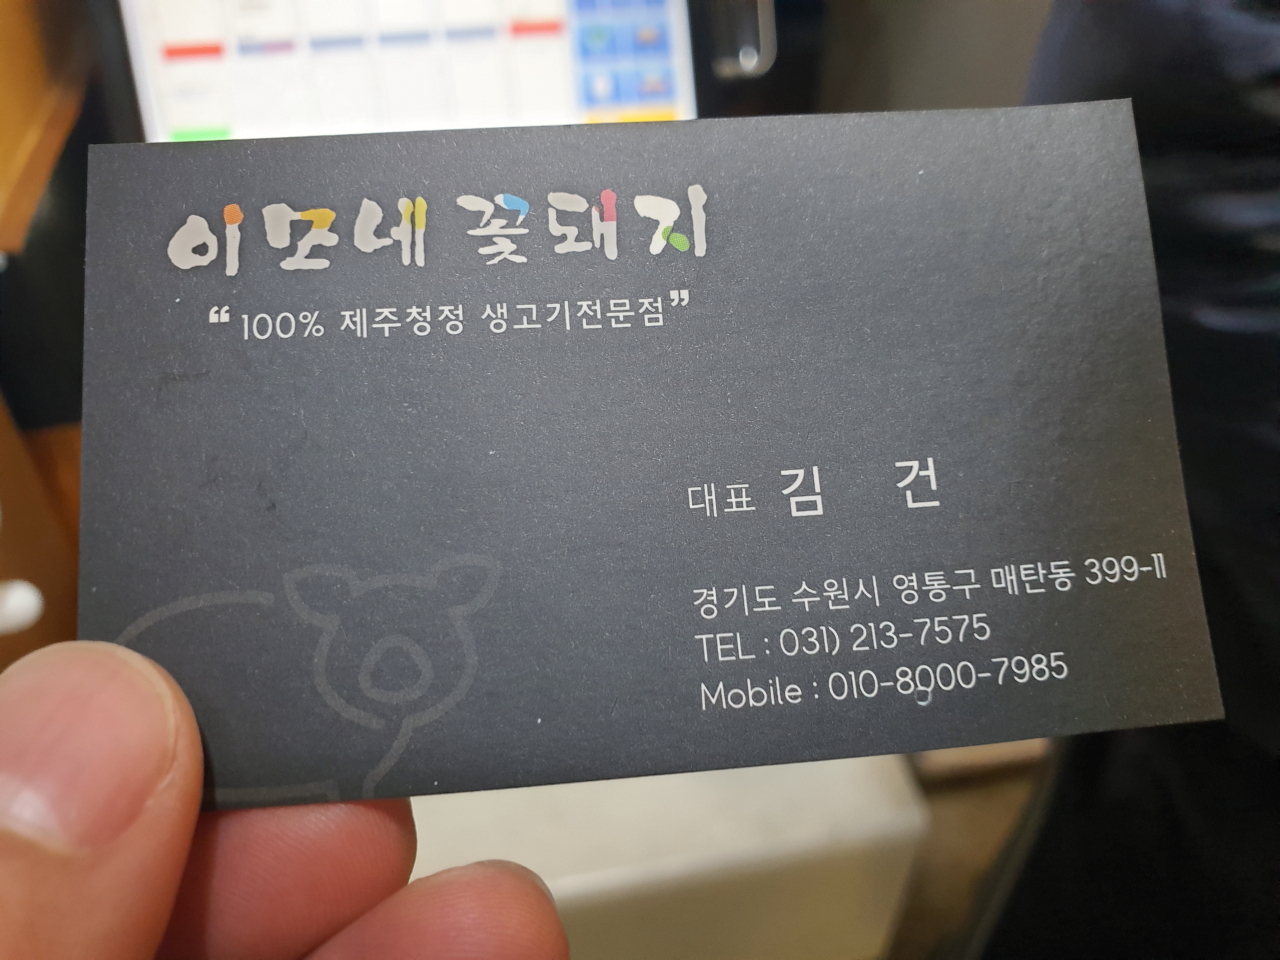 이모네 꽃돼지
“100% 제주청정 생고기전문점”
대표 김 건
경기도 수원시 영통구 매탄동 399-11
TEL : 031) 213-7575
Mobile : 010-8000-7985